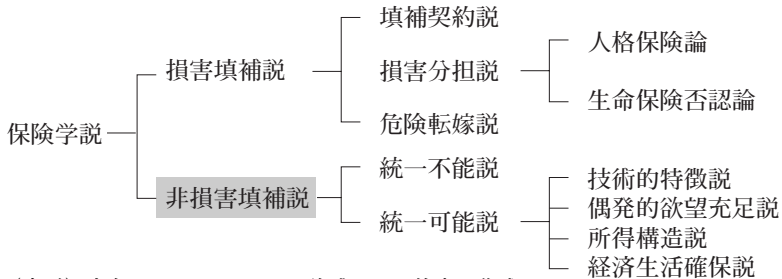 填補契約説
人格保険論
損害填補説
損害分担説
生命保険否認論
保険学説
危険転嫁説
統一不能説
技術的特徴説
非損害填補説
偶発的欲望充足説
統一可能説
所得構造説
経済生活確保説